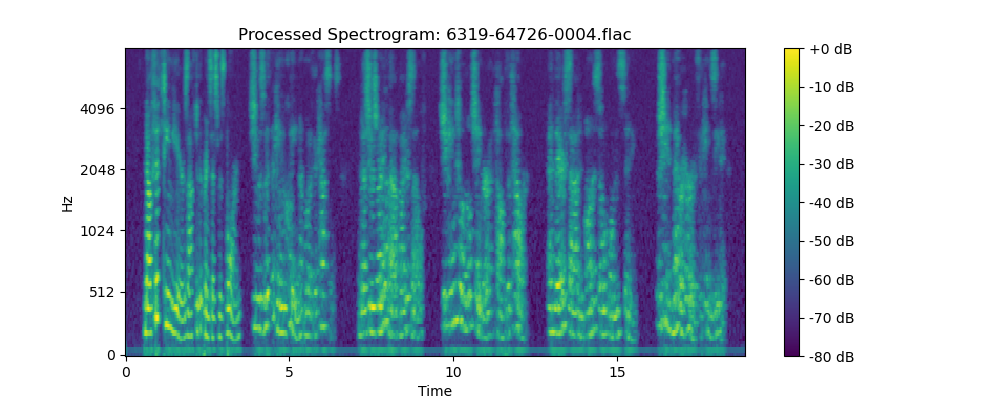 Processed Spectrogram: 6319-64726-0004.flac
Hz
4096
2048
1024
512
0
0 5 10 15
Time
+0 dB
-10 dB
-20 dB
-30 dB
-40 dB
-50 dB
-60 dB
-70 dB
-80 dB